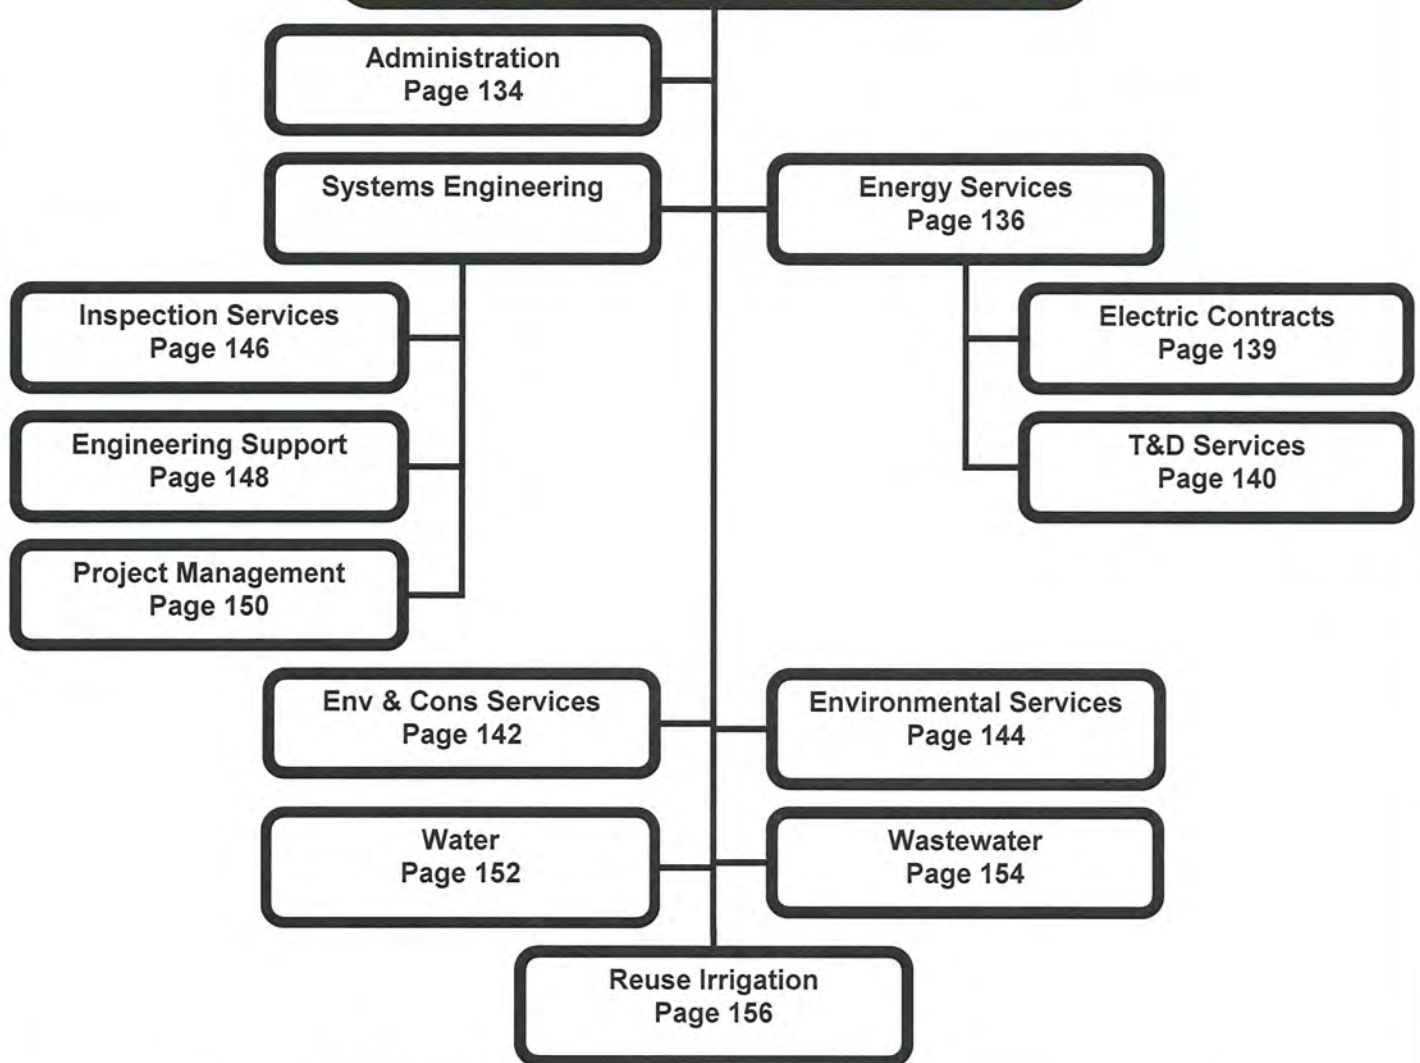 Administration
Page 134
Systems Engineering
Energy Services
Page 136
Inspection Services
Page 146
Electric Contracts
Page 139
Engineering Support
Page 148
T&D Services
Page 140
Project Management
Page 150
Env & Cons Services
Page 142
Environmental Services
Page 144
Water
Page 152
Wastewater
Page 154
Reuse Irrigation
Page 156